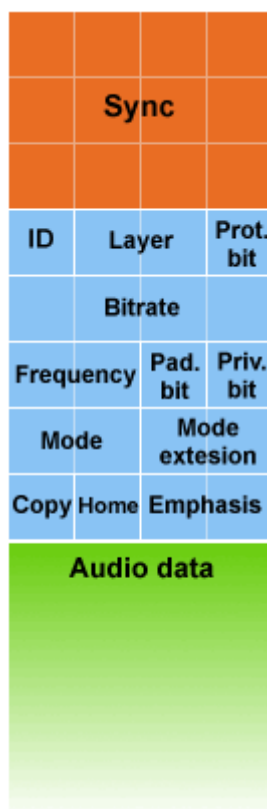 Sync
ID Layer Prot.
bit
Bitrate
Frequency Pad. Priv.
bit bit
Mode Mode
extesion
Copy Home Emphasis
Audio data